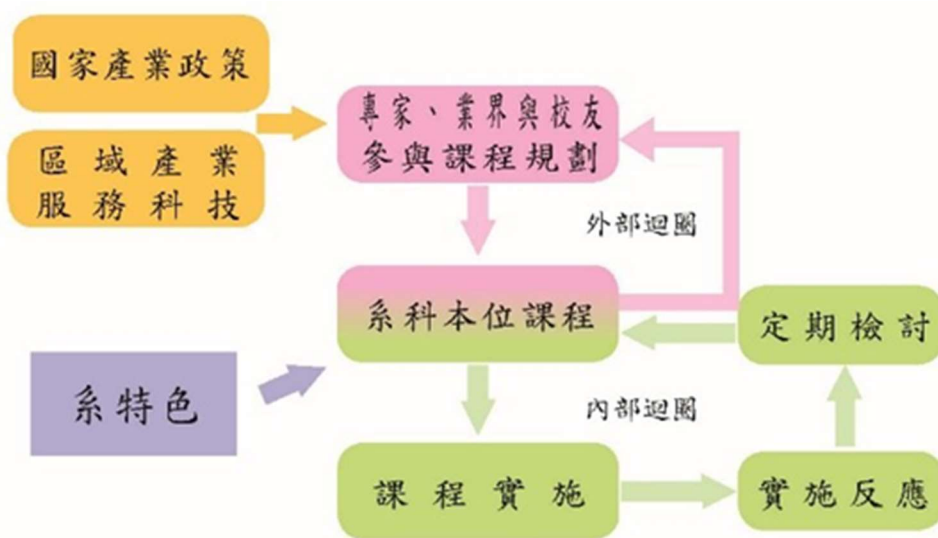 國家產業政策
區域產業
服務科技
專家、業界與校友
參與課程規劃
外部迴圈
系科本位課程
定期檢討
系特色
內部迴圈
課程實施
實施反應